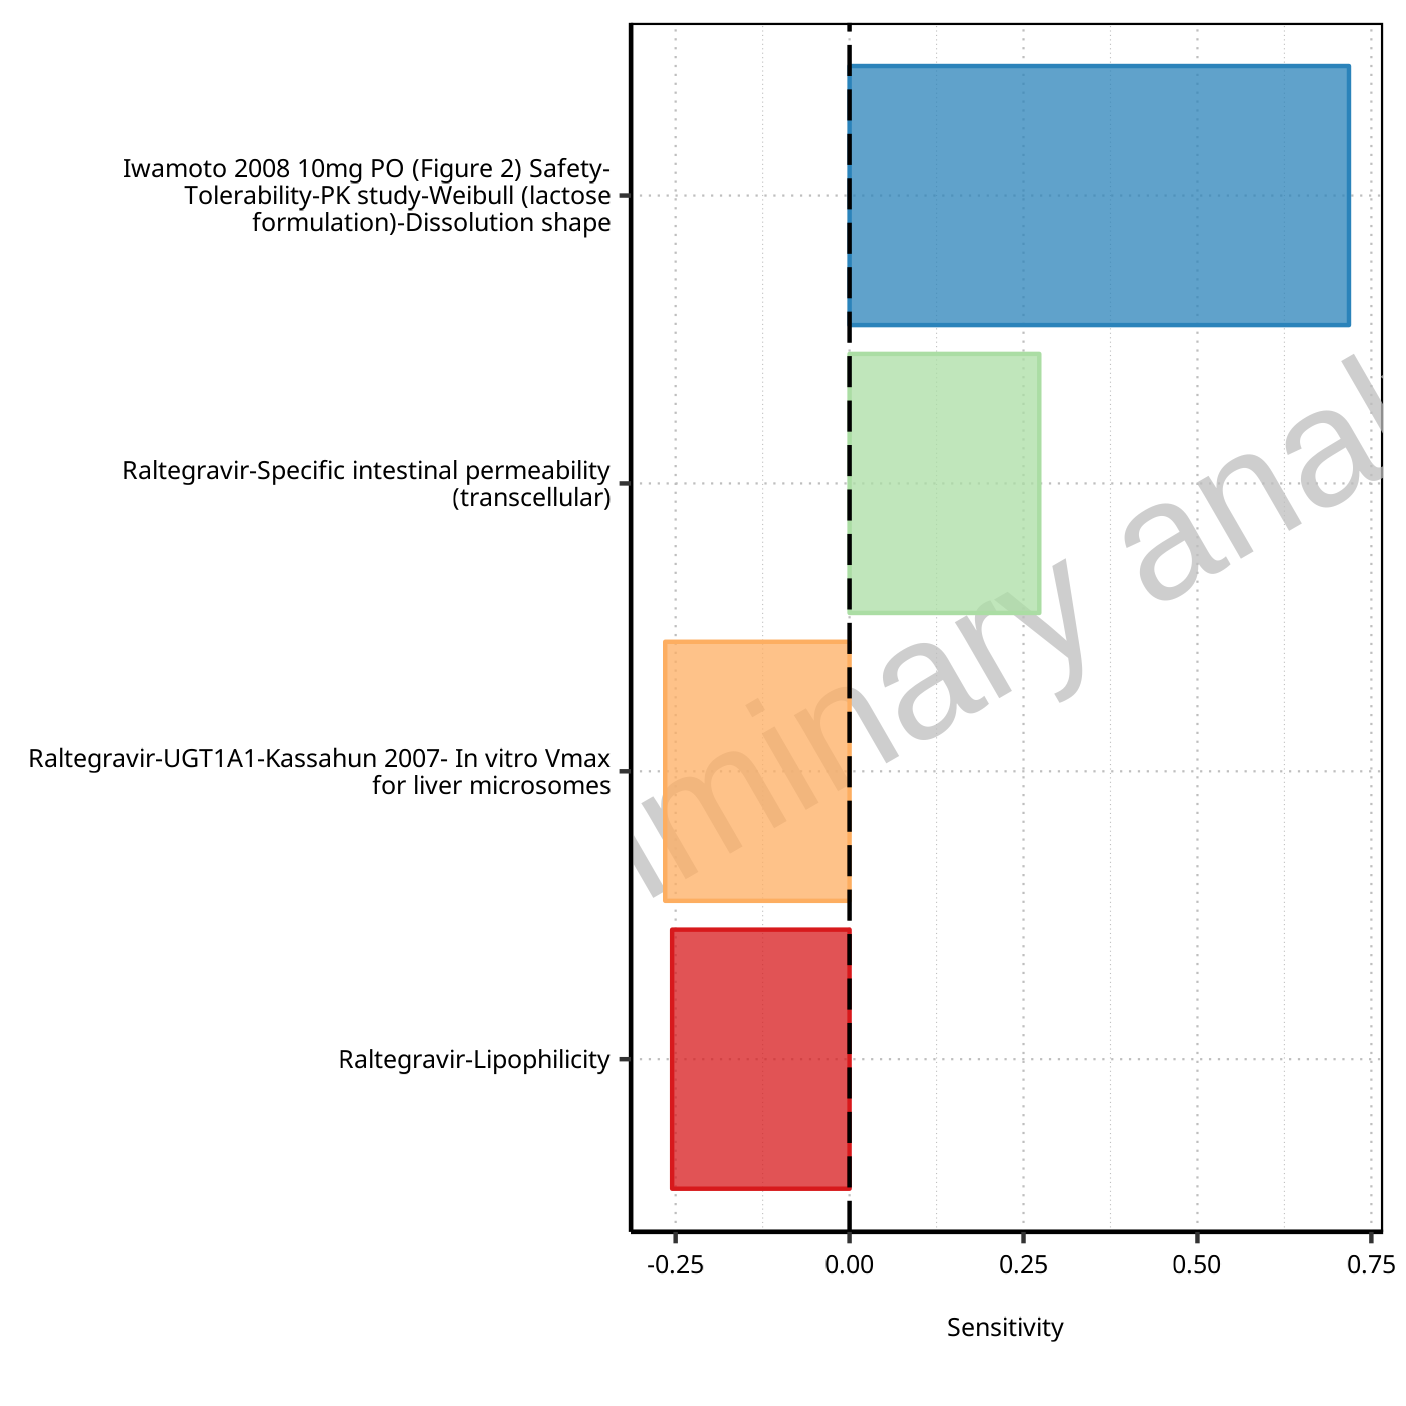 Iwamoto 2008 10mg PO (Figure 2) Safety-
Tolerability-PK study-Weibull (lactose
formulation)-Dissolution shape
Raltegravir-Specific intestinal permeability
(transcellular)
Raltegravir-UGT1A1-Kassahun 2007- In vitro Vmax
for liver microsomes
Raltegravir-Lipophilicity
minary anal
-0.25 0.00 0.25 0.50 0.75
Sensitivity